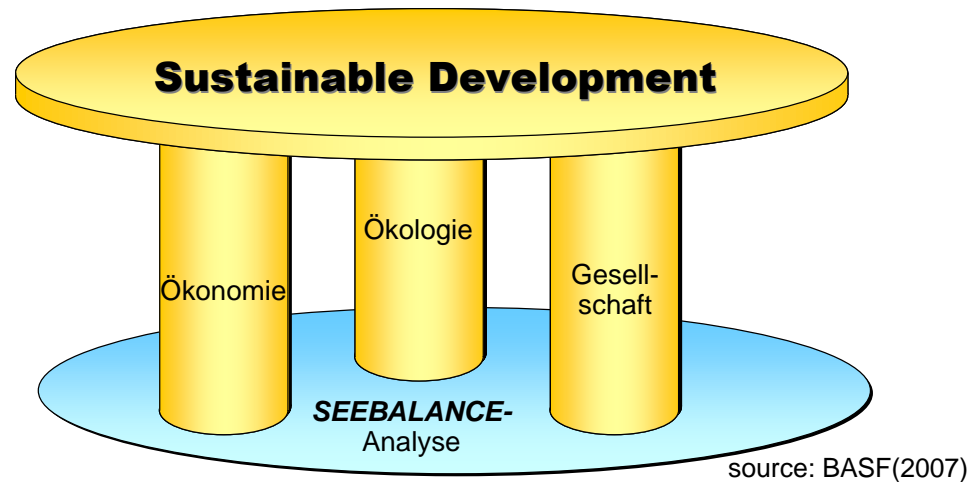 Sustainable Development
Ökonomie
Ökologie
Gesell-
schaft
SEEBALANCE-
Analyse
source: BASF(2007)